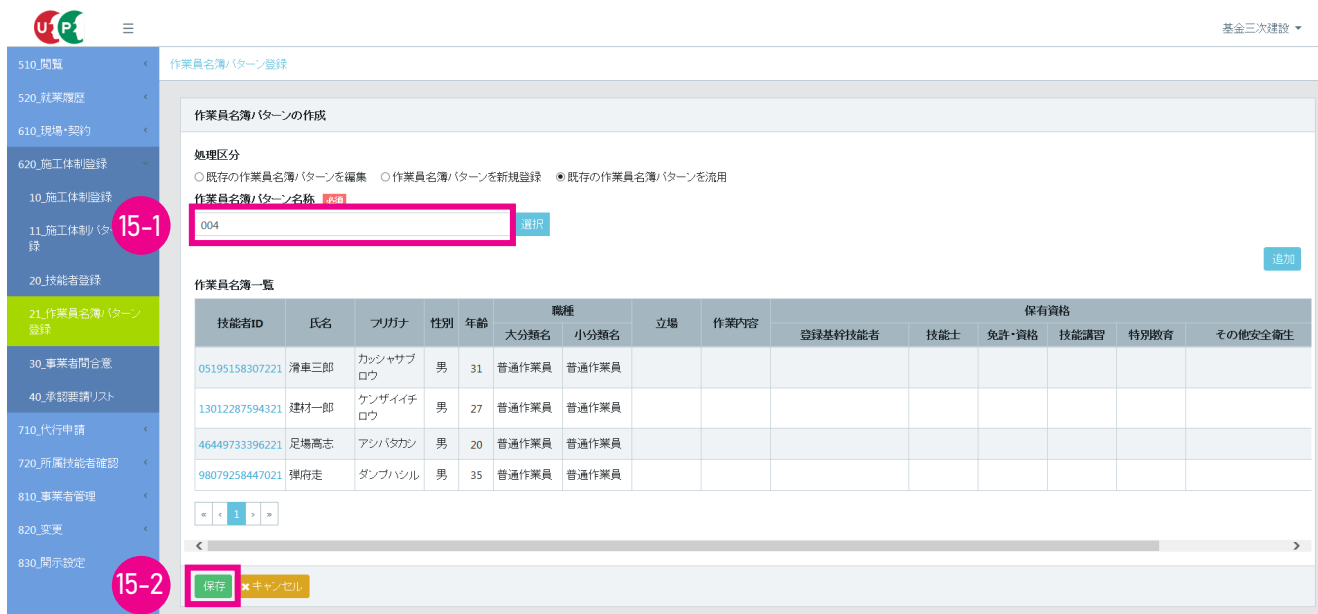 U P
基金三次建設
510_閲覧
520_就業履歴
610_現場・契約
620_施工体制登録
10_施工体制登録
11_施工体制パター
録
20_技能者登録
21_作業員名簿パターン
登録
30_事業者間合意
40_承認要請リスト
710_代行申請
720_所属技能者確認
810_事業者管理
820_変更
830_開示設定
作業員名簿パターン登録
作業員名簿パターンの作成
処理区分
既存の作業員名簿パターンを編集 作業員名簿パターンを新規登録 既存の作業員名簿パターンを流用
作業員名簿パターン名称 必須
15-1
004 選択
追加
作業員名簿一覧
技能者ID 氏名 フリガナ 性別 年齢 職種 立場 作業内容 保有資格
大分類名 小分類名 登録基幹技能者 技能士 免許・資格 技能講習 特別教育 その他安全衛生
05195158307221 滑車三郎 カッシャサブ
ロウ 男 31 普通作業員 普通作業員
13012287594321 建材一郎 ケンザイイチ
ロウ 男 27 普通作業員 普通作業員
46449733396221 足場高志 アシバタカシ 男 20 普通作業員 普通作業員
98079258447021 弾府走 ダンプハシル 男 35 普通作業員 普通作業員
« ‹ 1 › »
15-2
保存 ×キャンセル